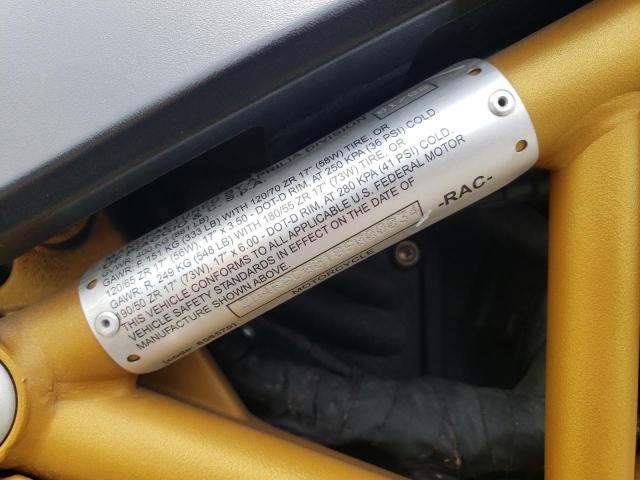 APRILIA DIVISION
S.P.A.
GAWR: F. 151 KG (333 LB) WITH 120/70 ZR 17" (58W) TIRE, OR
120/65 ZR 17" (56W), 17" X 3.50 - DOT-D RIM, AT 250 KPA (36 PSI) COLD
GAWR: R. 249 KG (548 LB) WITH 180/55 ZR 17" (73W) TIRE, OR
190/50 ZR 17" (73W), 17" X 6.00 - DOT-D RIM, AT 280 KPA (41 PSI) COLD.
THIS VEHICLE CONFORMS TO ALL APPLICABLE U.S. FEDERAL MOTOR
VEHICLE SAFETY STANDARDS IN EFFECT ON THE DATE OF
MANUFACTURE SHOWN ABOVE.
-RAC-
MOTORCYCLE